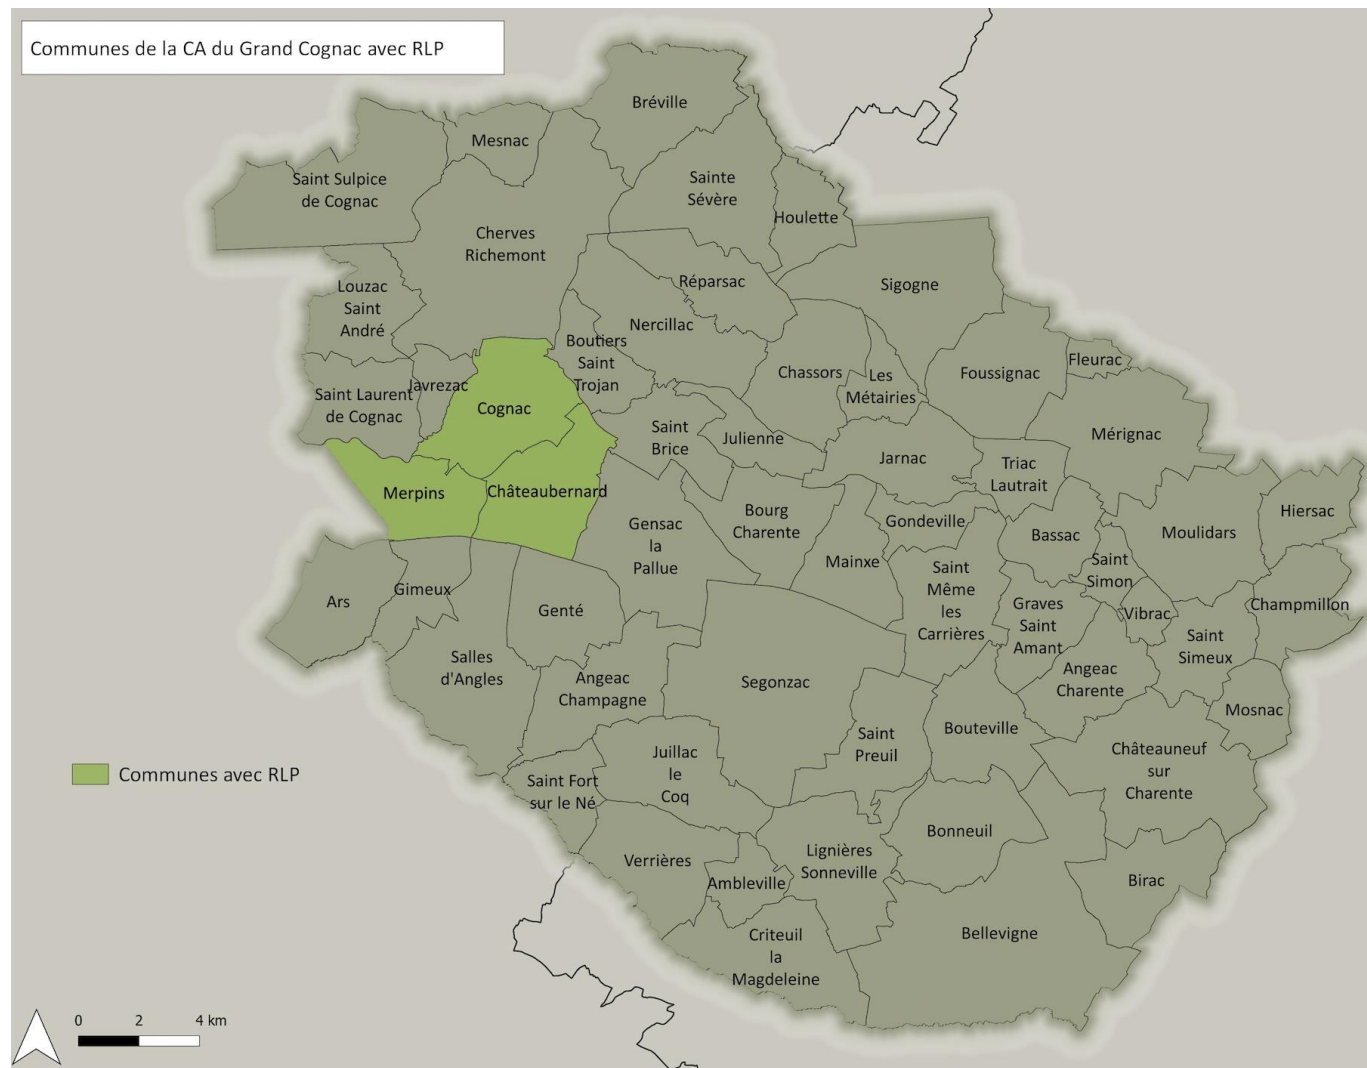 Communes de la CA du Grand Cognac avec RLP
Bréville
Mesnac
Saint Sulpice
de Cognac
Sainte
Sévère
Houlette
Cherves
Richemont
Réparsac
Sigogne
Louzac
Saint
André
Nercillac
Boutiers
Saint
Trojan
Fleurac
Chassors
Les
Métairies
Foussignac
Javrezac
Saint Laurent
de Cognac
Cognac
Saint
Brice
Julienne
Mérignac
Jarnac
Triac
Lautrait
Merpins
Châteaubernard
Bourg
Charente
Gondeville
Hiersac
Gensac
la
Pallue
Bassac
Moulidars
Mainxe
Saint
Simon
Saint
Même
les
Carrières
Ars
Gimeux
Genté
Graves
Saint
Amant
Vibrac
Champmillon
Saint
Simeux
Salles
d'Angles
Angeac
Champagne
Segonzac
Angeac
Charente
Mosnac
Saint
Preuil
Bouteville
Châteauneuf
sur
Charente
Juillac
le
Coq
Communes avec RLP
Saint Fort
sur le Né
Bonneuil
Verrières
Lignières
Sonneville
Ambleville
Birac
Criteuil
la
Magdeleine
Bellevigne
0 2 4 km